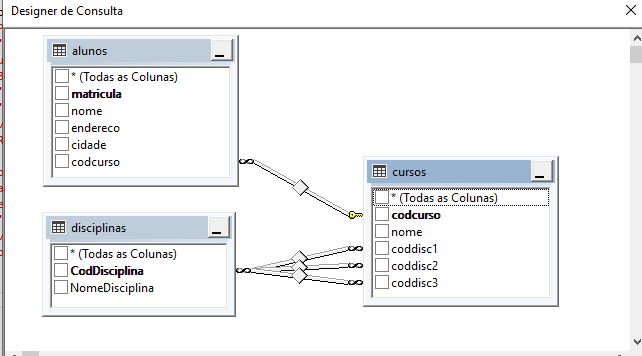 Designer de Consulta
alunos
* (Todas as Colunas)
matricula
nome
endereco
cidade
codcurso
disciplinas
* (Todas as Colunas)
CodDisciplina
NomeDisciplina
cursos
* (Todas as Colunas)
codcurso
nome
coddisc1
coddisc2
coddisc3